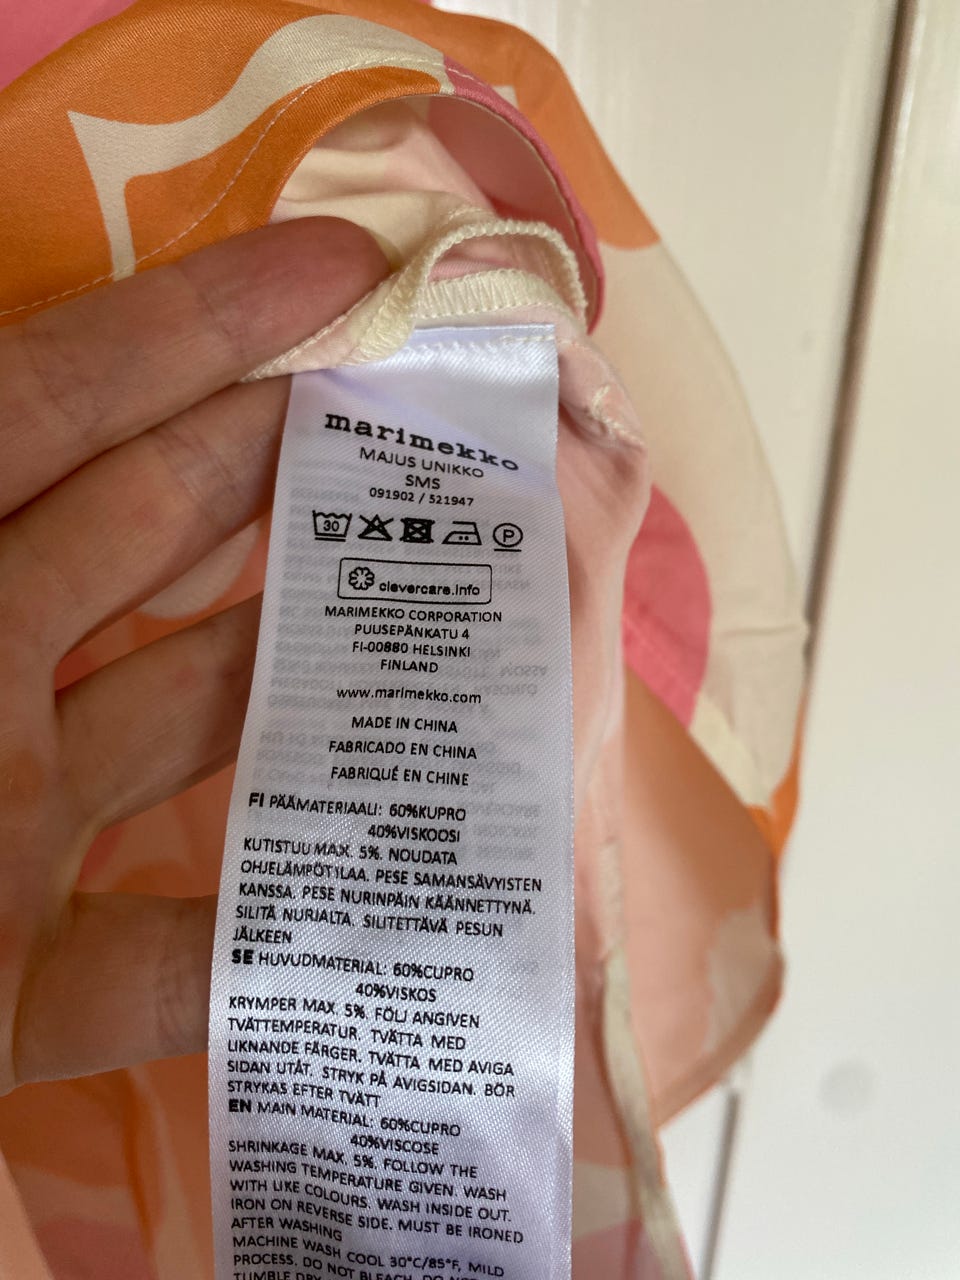 marimekko
MAJUS UNIKKO
SMS
091902 / 521947
30
P
clevercare.info
MARIMEKKO CORPORATION
PUUSEPÄNKATU 4
FI-00880 HELSINKI
FINLAND
www.marimekko.com
MADE IN CHINA
FABRICADO EN CHINA
FABRIQUÉ EN CHINE
FI PÄÄMATERIAALI: 60%KUPRO
40%VISKOOSI
KUTISTUU MAX. 5%. NOUDATA
OHJELÄMPÖTILAA. PESE SAMANSÄVYISTEN
KANSSA. PESE NURINPÄIN KÄÄNNETTYNÄ.
SILITÄ NURJALTA. SILITETTÄVÄ PESUN
JÄLKEEN
SE HUVUDMATERIAL: 60%CUPRO
40%VISKOS
KRYMPER MAX. 5%. FÖLJ ANGIVEN
TVÄTTEMPERATUR. TVÄTTA MED
LIKNANDE FÄRGER. TVÄTTA MED AVIGA
SIDAN UTÅT. STRYK PÅ AVIGSIDAN. BÖR
STRYKAS EFTER TVÄTT
EN MAIN MATERIAL: 60%CUPRO
40%VISCOSE
SHRINKAGE MAX. 5%. FOLLOW THE
WASHING TEMPERATURE GIVEN. WASH
WITH LIKE COLOURS. WASH INSIDE OUT.
IRON ON REVERSE SIDE. MUST BE IRONED
AFTER WASHING
MACHINE WASH COOL 30°C/85°F, MILD
PROCESS. DO NOT BLEACH. DO NOT
TUMBLE DRY